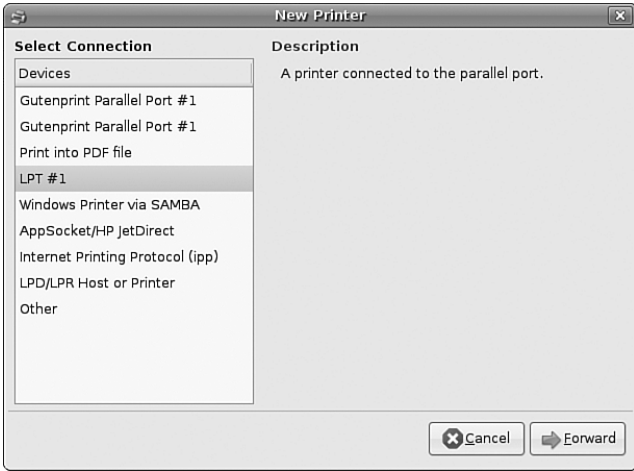 New Printer
Select Connection
Description
Devices
A printer connected to the parallel port.
Gutenprint Parallel Port #1
Gutenprint Parallel Port #1
Print into PDF file
LPT #1
Windows Printer via SAMBA
AppSocket/HP JetDirect
Internet Printing Protocol (ipp)
LPD/LPR Host or Printer
Other
Cancel
Forward